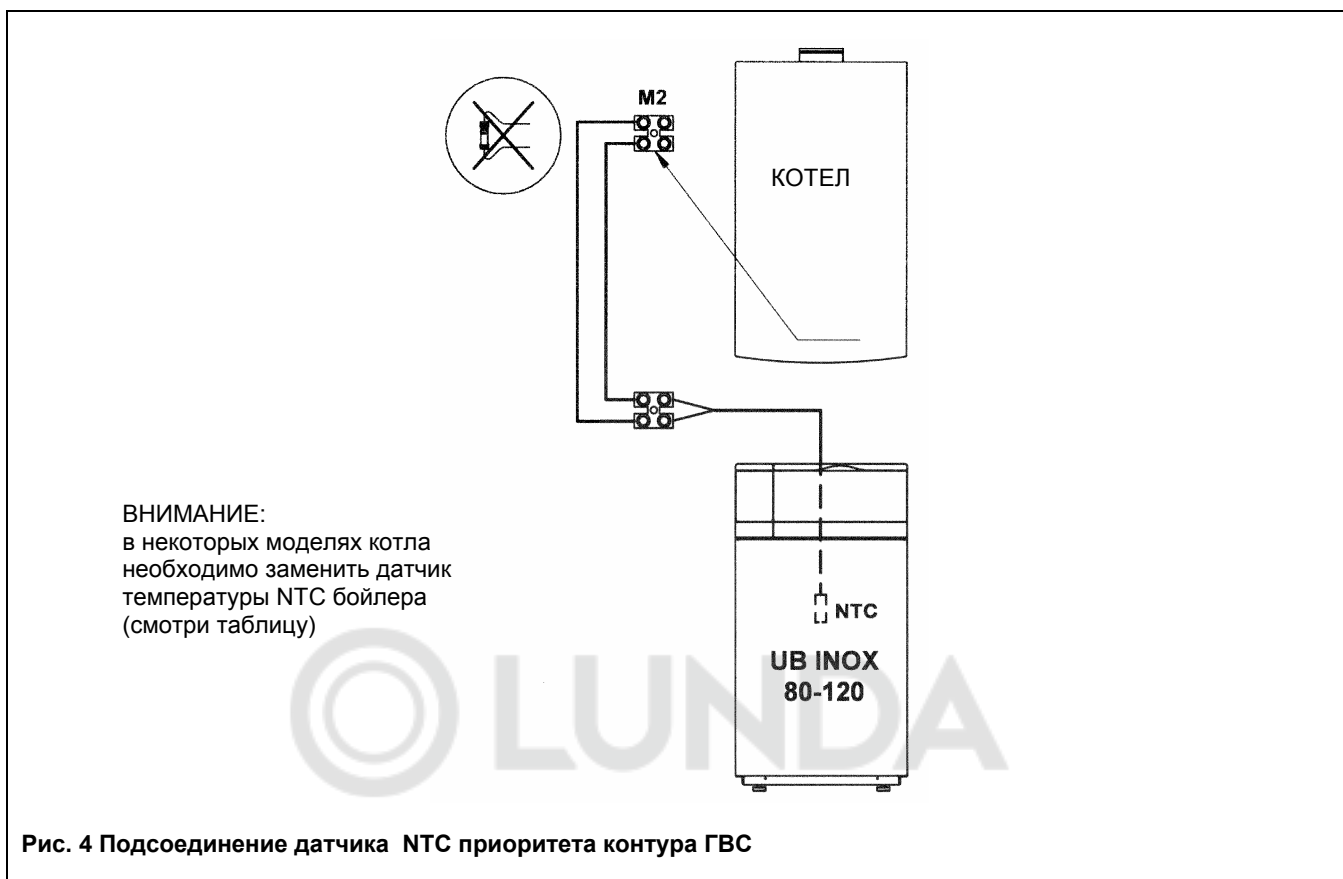 M2
КОТЕЛ
ВНИМАНИЕ:
в некоторых моделях котла
необходимо заменить датчик
температуры NTC бойлера
(смотри таблицу)
NTC
UB INOX
80-120
LUNDA
Рис. 4 Подсоединение датчика NTC приоритета контура ГВС